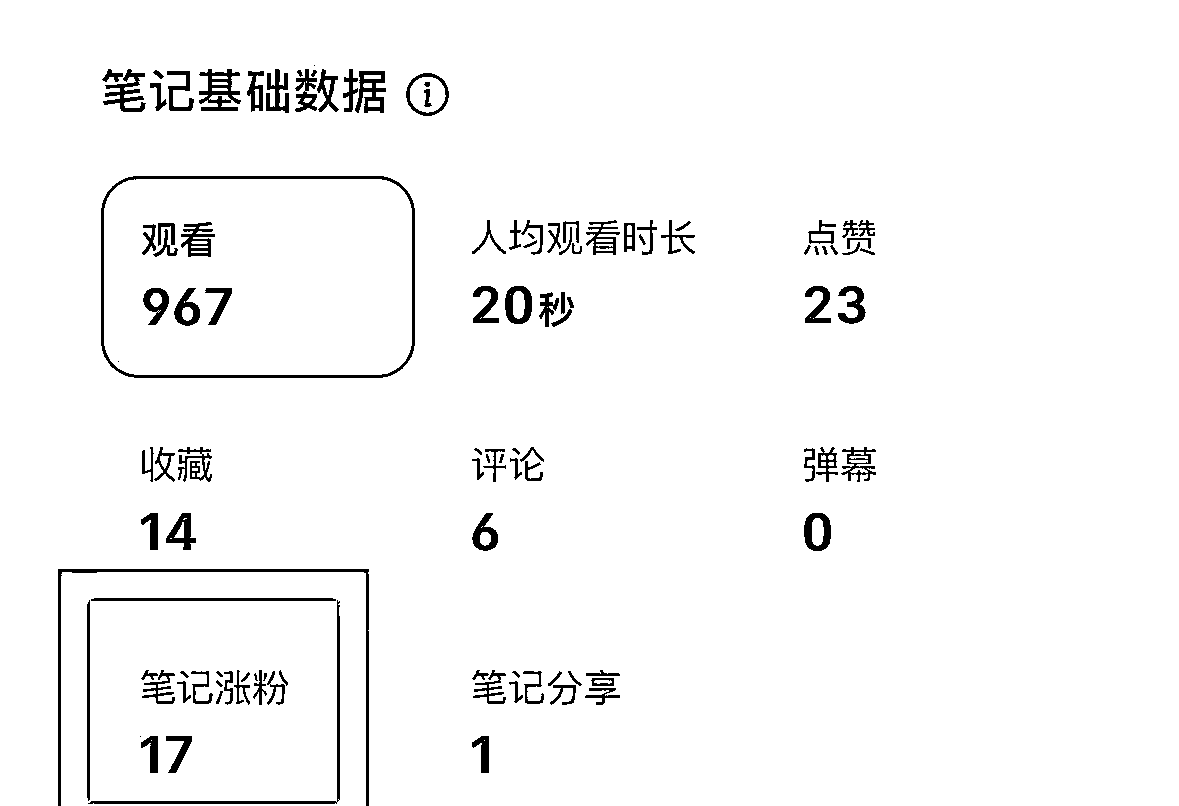 笔记基础数据
观看 人均观看时长 点赞
967 20秒 23
收藏 评论 弹幕
14 6 0
笔记涨粉 笔记分享
17 1